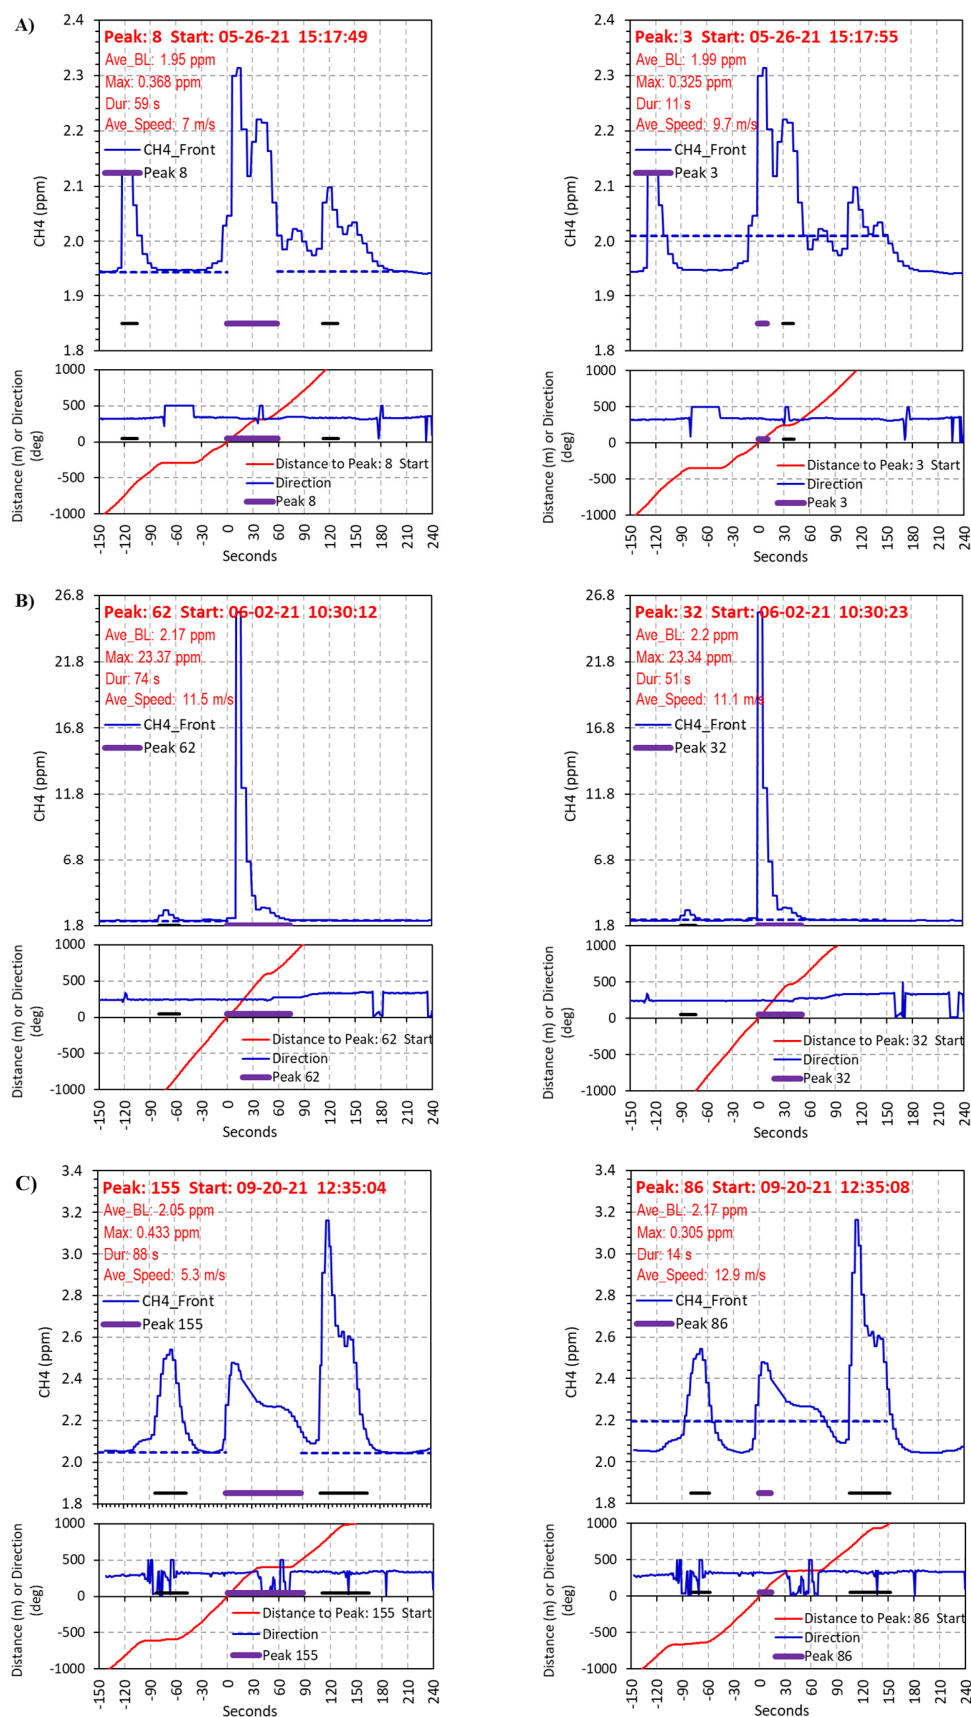 A)
Peak: 8 Start: 05-26-21 15:17:49
Ave_BL: 1.95 ppm
Max: 0.368 ppm
Dur: 59 s
Ave_Speed: 7 m/s
CH4_Front
Peak 8
CH4 (ppm)
2.4
2.3
2.2
2.1
2.0
1.9
1.8
Distance (m) or Direction
(deg)
1000
500
0
-500
-1000
Distance to Peak: 8 Start
Direction
Peak 8
-150 -120 -90 -60 -30 0 30 60 90 120 150 180 210 240
Seconds
Peak: 3 Start: 05-26-21 15:17:55
Ave_BL: 1.99 ppm
Max: 0.325 ppm
Dur: 11 s
Ave_Speed: 9.7 m/s
CH4_Front
Peak 3
CH4 (ppm)
2.4
2.3
2.2
2.1
2.0
1.9
1.8
Distance (m) or Direction
(deg)
1000
500
0
-500
-1000
Distance to Peak: 3 Start
Direction
Peak 3
-150 -120 -90 -60 -30 0 30 60 90 120 150 180 210 240
Seconds
B)
Peak: 62 Start: 06-02-21 10:30:12
Ave_BL: 2.17 ppm
Max: 23.37 ppm
Dur: 74 s
Ave_Speed: 11.5 m/s
CH4_Front
Peak 62
CH4 (ppm)
26.8
21.8
16.8
11.8
6.8
1.8
Distance (m) or Direction
(deg)
1000
500
0
-500
-1000
Distance to Peak: 62 Start
Direction
Peak 62
-150 -120 -90 -60 -30 0 30 60 90 120 150 180 210 240
Seconds
Peak: 32 Start: 06-02-21 10:30:23
Ave_BL: 2.2 ppm
Max: 23.34 ppm
Dur: 51 s
Ave_Speed: 11.1 m/s
CH4_Front
Peak 32
CH4 (ppm)
26.8
21.8
16.8
11.8
6.8
1.8
Distance (m) or Direction
(deg)
1000
500
0
-500
-1000
Distance to Peak: 32 Start
Direction
Peak 32
-150 -120 -90 -60 -30 0 30 60 90 120 150 180 210 240
Seconds
C)
Peak: 155 Start: 09-20-21 12:35:04
Ave_BL: 2.05 ppm
Max: 0.433 ppm
Dur: 88 s
Ave_Speed: 5.3 m/s
CH4_Front
Peak 155
CH4 (ppm)
3.4
3.2
3.0
2.8
2.6
2.4
2.2
2.0
1.8
Distance (m) or Direction
(deg)
1000
500
0
-500
-1000
Distance to Peak: 155 Start
Direction
Peak 155
-150 -120 -90 -60 -30 0 30 60 90 120 150 180 210 240
Seconds
Peak: 86 Start: 09-20-21 12:35:08
Ave_BL: 2.17 ppm
Max: 0.305 ppm
Dur: 14 s
Ave_Speed: 12.9 m/s
CH4_Front
Peak 86
CH4 (ppm)
3.4
3.2
3.0
2.8
2.6
2.4
2.2
2.0
1.8
Distance (m) or Direction
(deg)
1000
500
0
-500
-1000
Distance to Peak: 86 Start
Direction
Peak 86
-150 -120 -90 -60 -30 0 30 60 90 120 150 180 210 240
Seconds